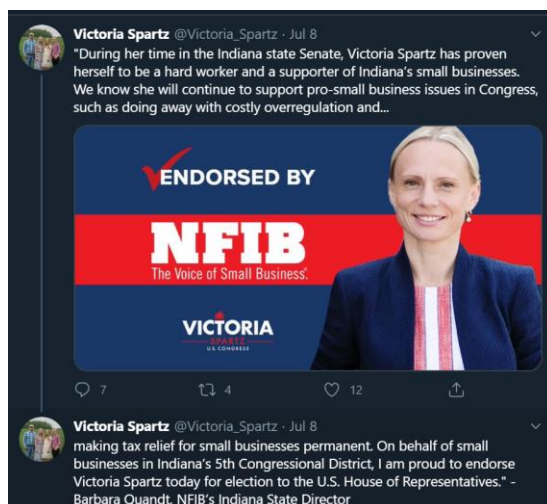 Victoria Spartz @Victoria_Spartz · Jul 8
"During her time in the Indiana state Senate, Victoria Spartz has proven
herself to be a hard worker and a supporter of Indiana's small businesses.
We know she will continue to support pro-small business issues in Congress,
such as doing away with costly overregulation and...
ENDORSED BY
NFIB
The Voice of Small Business.
VICTORIA
SPARTZ
U.S. CONGRESS
7 4 12
Victoria Spartz @Victoria_Spartz · Jul 8
making tax relief for small businesses permanent. On behalf of small
businesses in Indiana's 5th Congressional District, I am proud to endorse
Victoria Spartz today for election to the U.S. House of Representatives." -
Barbara Quandt, NFIB's Indiana State Director